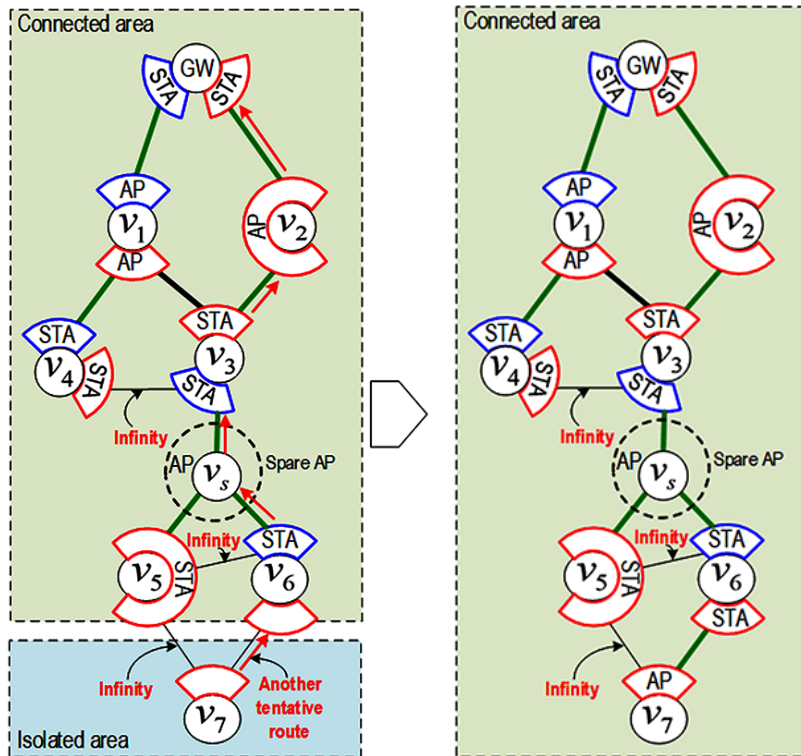 Connected area
GW
STA
STA
AP
v1
AP
AP
v2
STA
v4
STA
STA
v3
STA
Infinity
AP
vs
Spare AP
Infinity
STA
v5
STA
v6
Infinity
Another
tentative
route
v7
Isolated area
Connected area
GW
STA
STA
AP
v1
AP
AP
v2
STA
v4
STA
STA
v3
STA
Infinity
AP
vs
Spare AP
Infinity
STA
v5
STA
v6
STA
Infinity
AP
v7